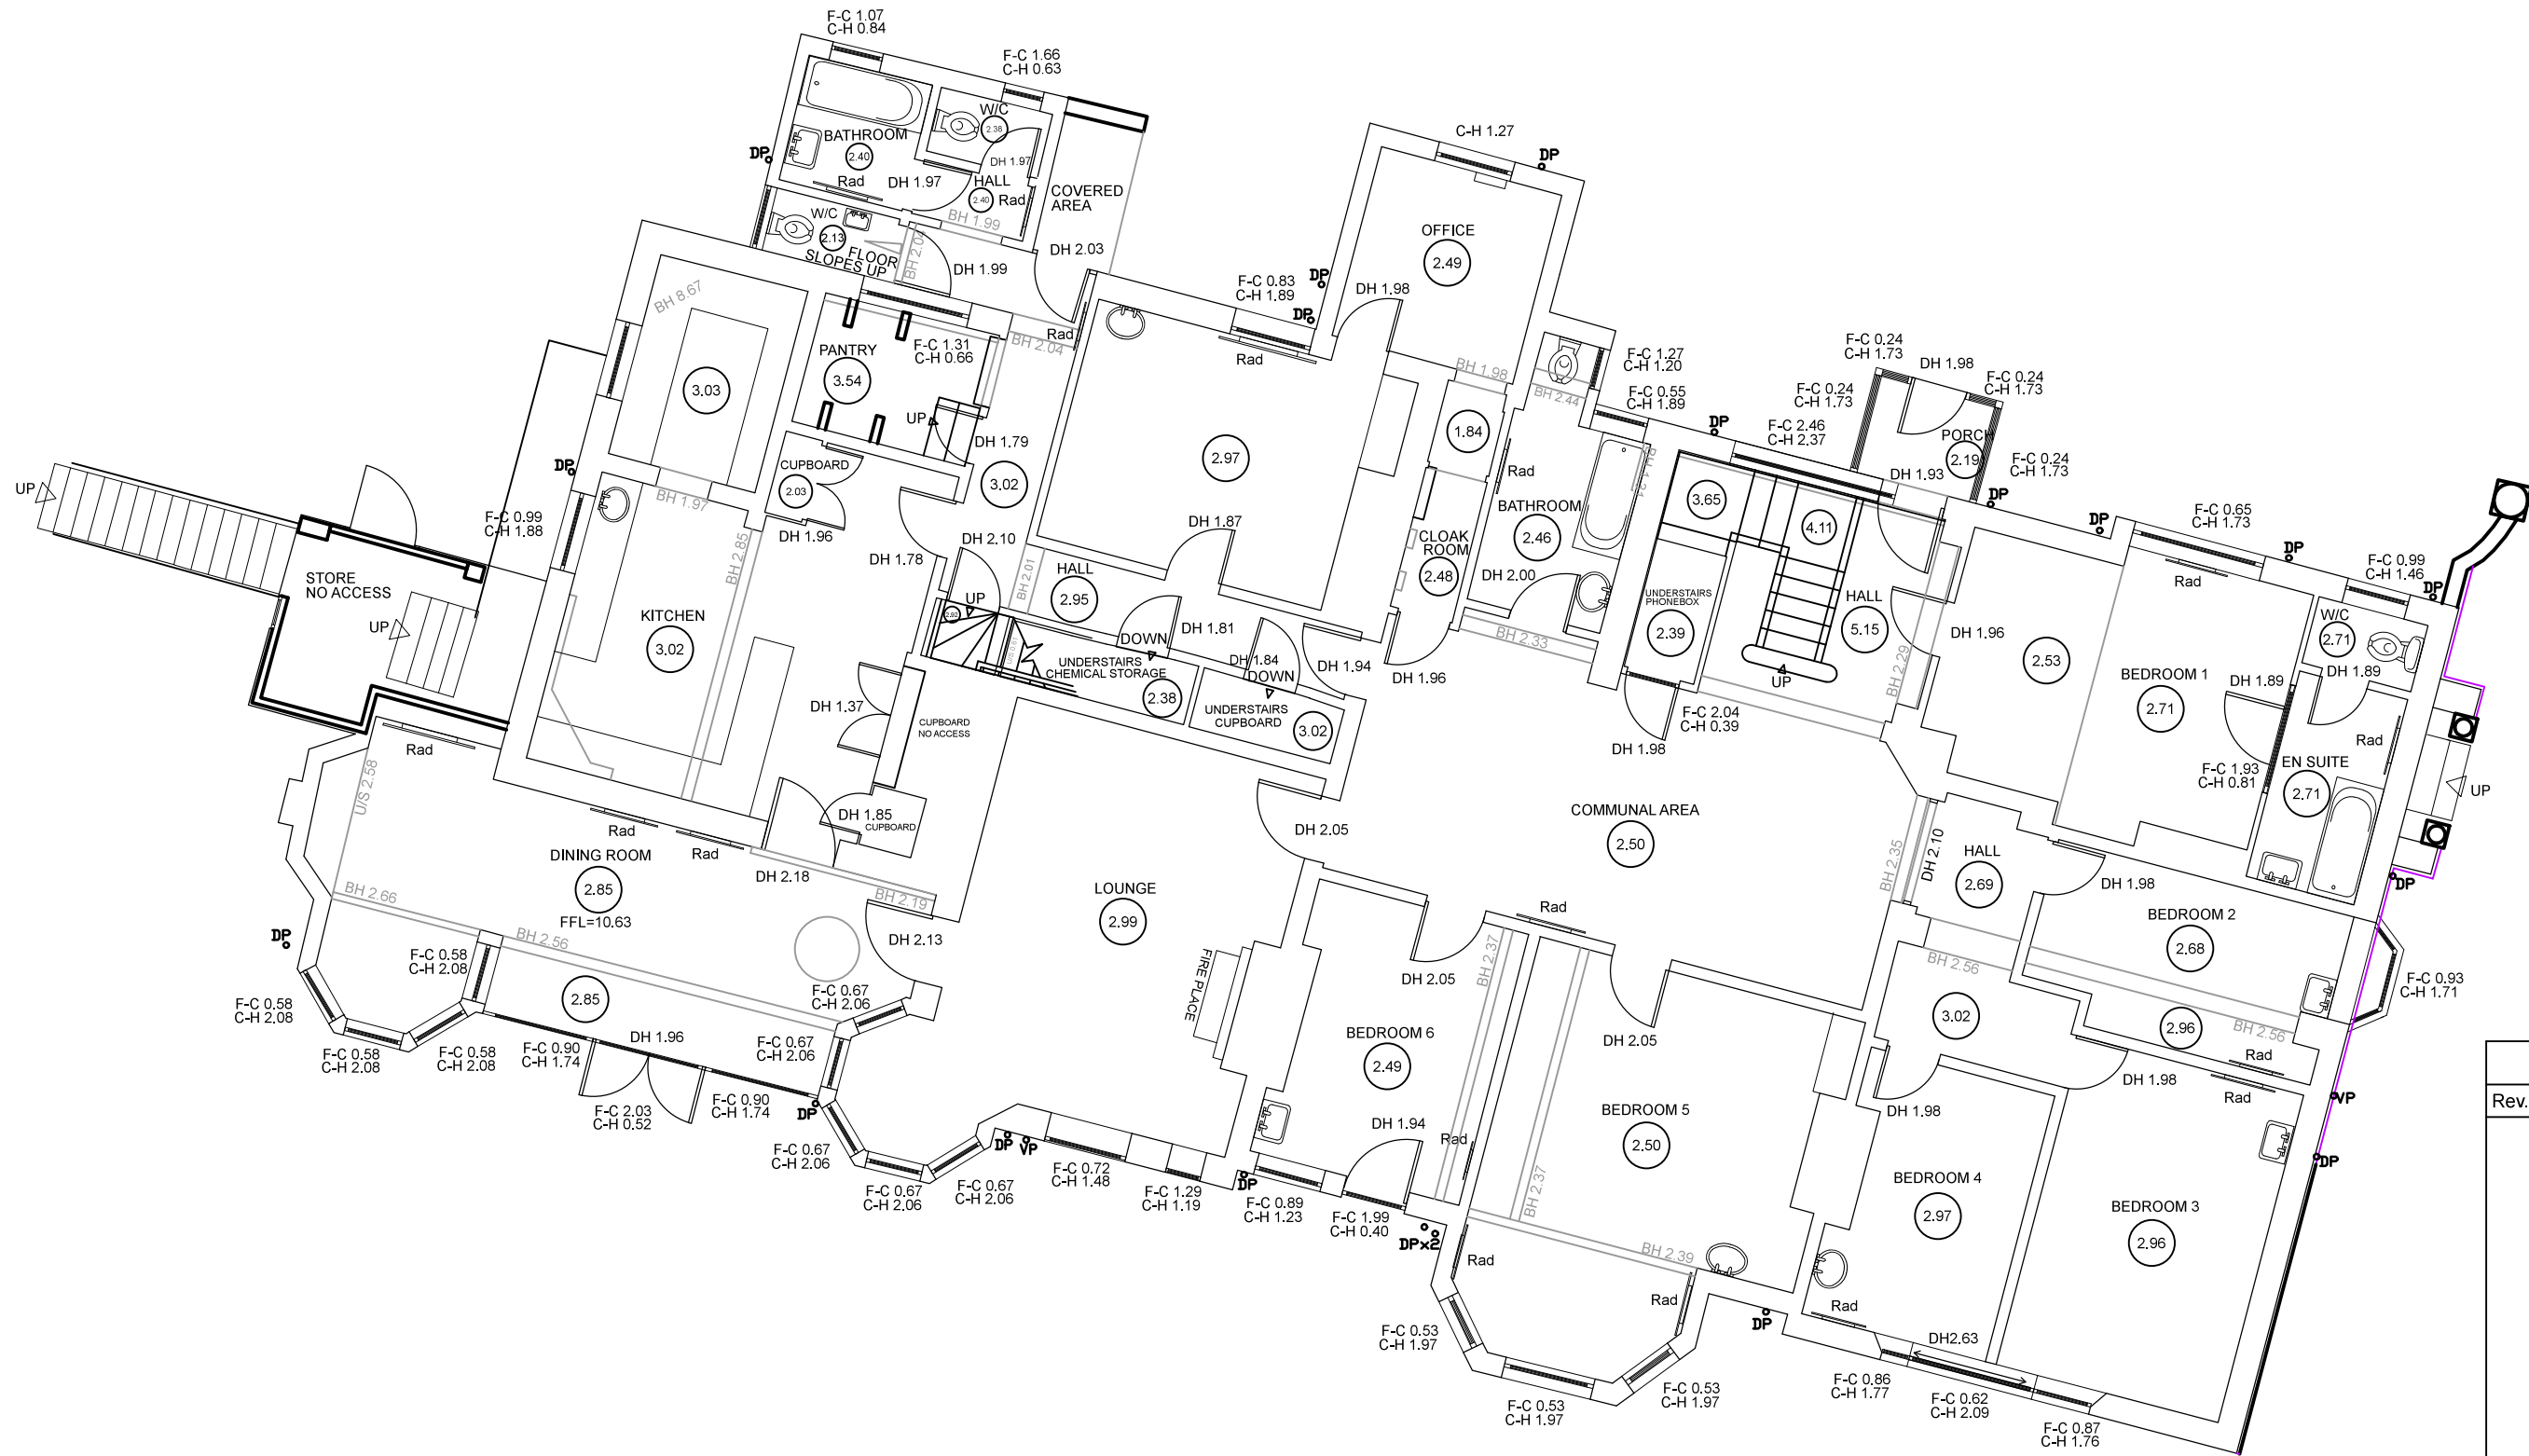 F-C 1.07
C-H 0.84
F-C 1.66
C-H 0.63
W/C
2.38
BATHROOM
2.40
DP
DH 1.97
Rad
DH 1.97
HALL
2.40
Rad
COVERED
AREA
BH 1.99
W/C
2.13
FLOOR
SLOPES UP
BH 2.04
DH 1.99
DH 2.03
C-H 1.27
DP
OFFICE
2.49
DP
F-C 0.83
C-H 1.89
DP
DH 1.98
Rad
BH 8.67
3.03
PANTRY
3.54
F-C 1.31
C-H 0.66
BH 2.04
Rad
UP
DH 1.79
3.02
2.97
BH 1.98
1.84
BH 2.44
F-C 1.27
C-H 1.20
F-C 0.55
C-H 1.89
DP
F-C 2.46
C-H 2.37
F-C 0.24
C-H 1.73
F-C 0.24
C-H 1.73
DH 1.98
F-C 0.24
C-H 1.73
PORCH
2.19
F-C 0.24
C-H 1.73
DH 1.93
DP
DP
F-C 0.65
C-H 1.73
DP
Rad
F-C 0.99
C-H 1.46
DP
UP
DP
F-C 0.99
C-H 1.88
BH 1.97
CUPBOARD
2.03
DH 1.96
BH 2.85
DH 1.78
DH 2.10
BH 2.01
HALL
2.95
DH 1.87
CLOAK
ROOM
2.48
Rad
BATHROOM
2.46
DH 2.00
3.65
4.11
UNDERSTAIRS
PHONEBOX
2.39
HALL
5.15
UP
BH 2.29
DH 1.96
2.53
BEDROOM 1
2.71
W/C
2.71
DH 1.89
DH 1.89
Rad
EN SUITE
2.71
F-C 1.93
C-H 0.81
UP
STORE
NO ACCESS
UP
KITCHEN
3.02
UP
UNDERSTAIRS
CHEMICAL STORAGE
2.38
DOWN
DH 1.81
DH 1.84
DOWN
UNDERSTAIRS
CUPBOARD
3.02
DH 1.94
DH 1.96
BH 2.33
DH 1.98
F-C 2.04
C-H 0.39
DH 1.37
CUPBOARD
NO ACCESS
DH 1.85
CUPBOARD
Rad
U/S 2.58
Rad
Rad
DINING ROOM
2.85
FFL=10.63
DH 2.18
BH 2.19
BH 2.66
BH 2.56
DH 2.13
LOUNGE
2.99
DH 2.05
COMMUNAL AREA
2.50
BH 2.35
DH 2.10
HALL
2.69
DH 1.98
BEDROOM 2
2.68
DP
F-C 0.93
C-H 1.71
BH 2.56
3.02
2.96
BH 2.56
Rad
DH 1.98
Rad
VP
DP
DP
F-C 0.58
C-H 2.08
F-C 0.58
C-H 2.08
F-C 0.58
C-H 2.08
F-C 0.58
C-H 2.08
2.85
F-C 0.90
C-H 1.74
DH 1.96
F-C 2.03
C-H 0.52
F-C 0.90
C-H 1.74
F-C 0.67
C-H 2.06
F-C 0.67
C-H 2.06
DP
F-C 0.67
C-H 2.06
F-C 0.67
C-H 2.06
F-C 0.67
C-H 2.06
DP
VP
F-C 0.72
C-H 1.48
F-C 1.29
C-H 1.19
FIRE PLACE
DH 2.05
Rad
BH 2.37
BEDROOM 6
2.49
DH 1.94
Rad
DP
F-C 0.89
C-H 1.23
F-C 1.99
C-H 0.40
DPx2
DH 2.05
BH 2.37
BEDROOM 5
2.50
BH 2.39
Rad
Rad
DP
F-C 0.53
C-H 1.97
F-C 0.53
C-H 1.97
F-C 0.53
C-H 1.97
DH 1.98
BEDROOM 4
2.97
Rad
DH2.63
BEDROOM 3
2.96
F-C 0.86
C-H 1.77
F-C 0.62
C-H 2.09
F-C 0.87
C-H 1.76
Rev.